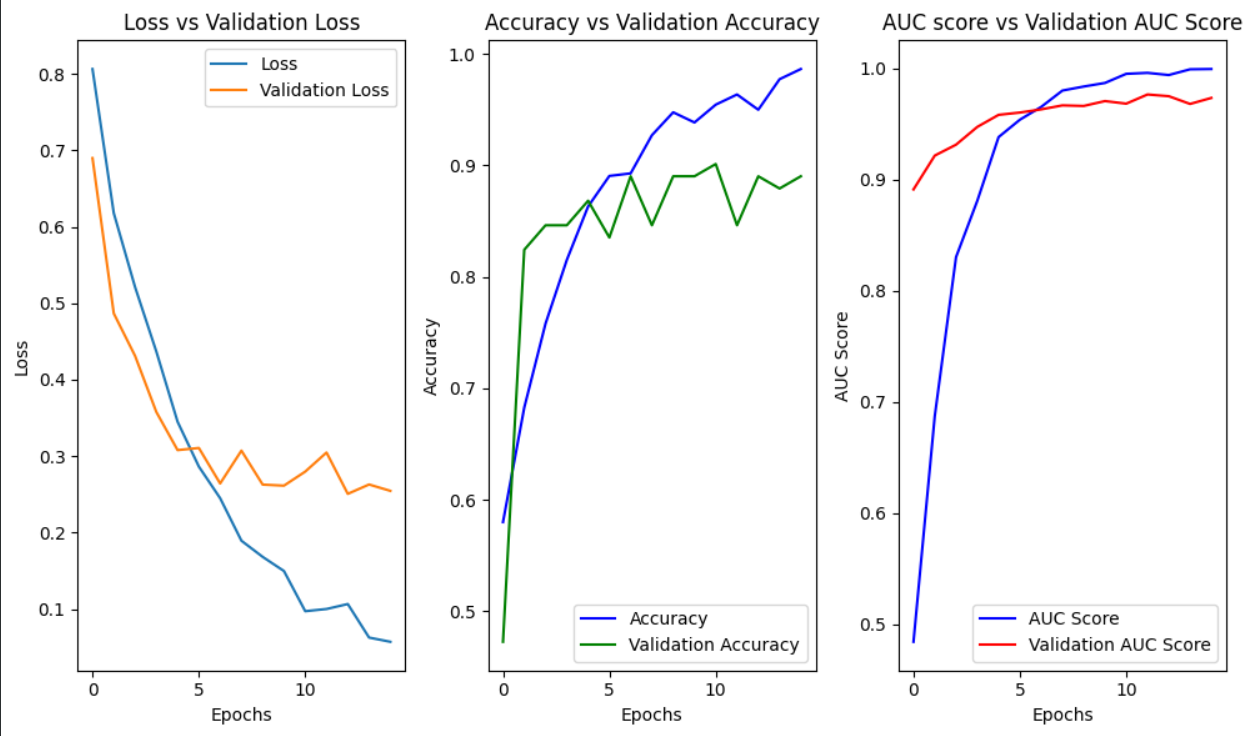 Loss vs Validation Loss
Loss
Validation Loss
0.8
0.7
0.6
0.5
0.4
0.3
0.2
0.1
Loss
0
5
10
Epochs
Accuracy vs Validation Accuracy
1.0
0.9
0.8
0.7
0.6
0.5
Accuracy
Accuracy
Validation Accuracy
0
5
10
Epochs
AUC score vs Validation AUC Score
1.0
0.9
0.8
0.7
0.6
0.5
AUC Score
AUC Score
Validation AUC Score
0
5
10
Epochs